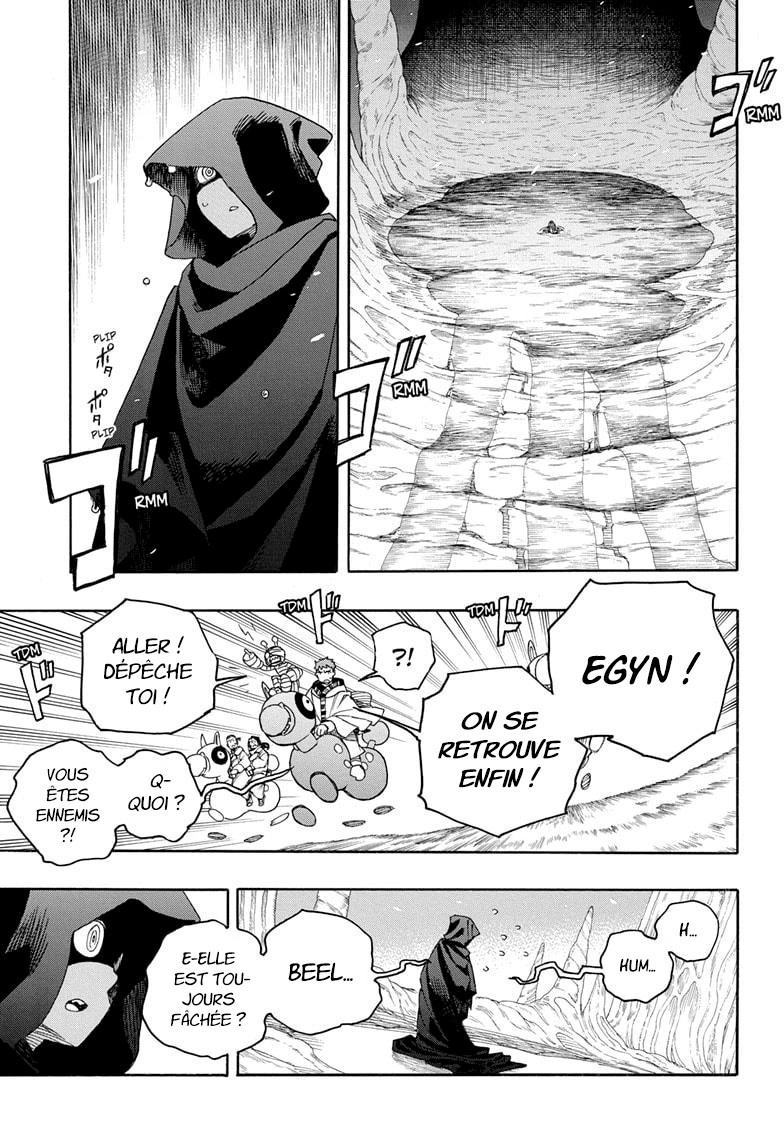 ゴ
RMM
ゴ
RMM
PLIP
ポタ
ポタ
PLIP
ゴ
RMM
EGYN !
ON SE
RETROUVE
ENFIN !
ド
TDM
?!
ド
TDM
ALLER !
DÉPÊCHE
TOI !
ド
TDM
Q-
QUOI ?
VOUS
ÊTES
ENNEMIS
?!
H...
HUM...
BEEL...
E-ELLE
EST TOU-
JOURS
FÂCHÉE ?